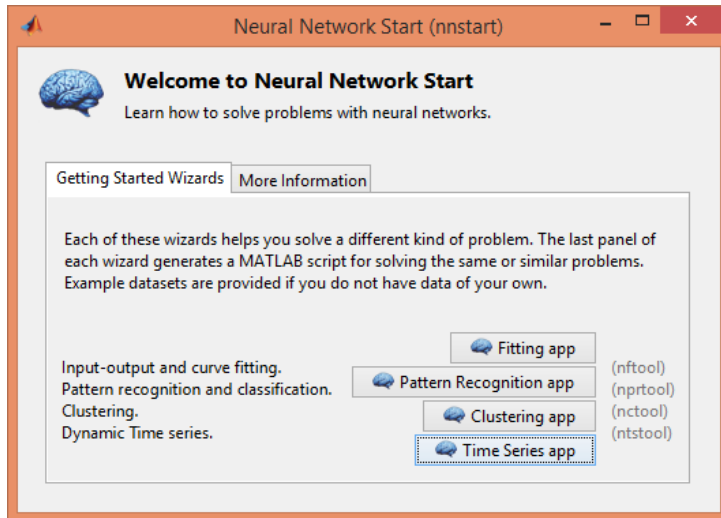 Neural Network Start (nnstart)
Welcome to Neural Network Start
Learn how to solve problems with neural networks.
Getting Started Wizards
More Information
Each of these wizards helps you solve a different kind of problem. The last panel of
each wizard generates a MATLAB script for solving the same or similar problems.
Example datasets are provided if you do not have data of your own.
Input-output and curve fitting. Fitting app (nftool)
Pattern recognition and classification. Pattern Recognition app (nprtool)
Clustering. Clustering app (nctool)
Dynamic Time series. Time Series app (ntstool)